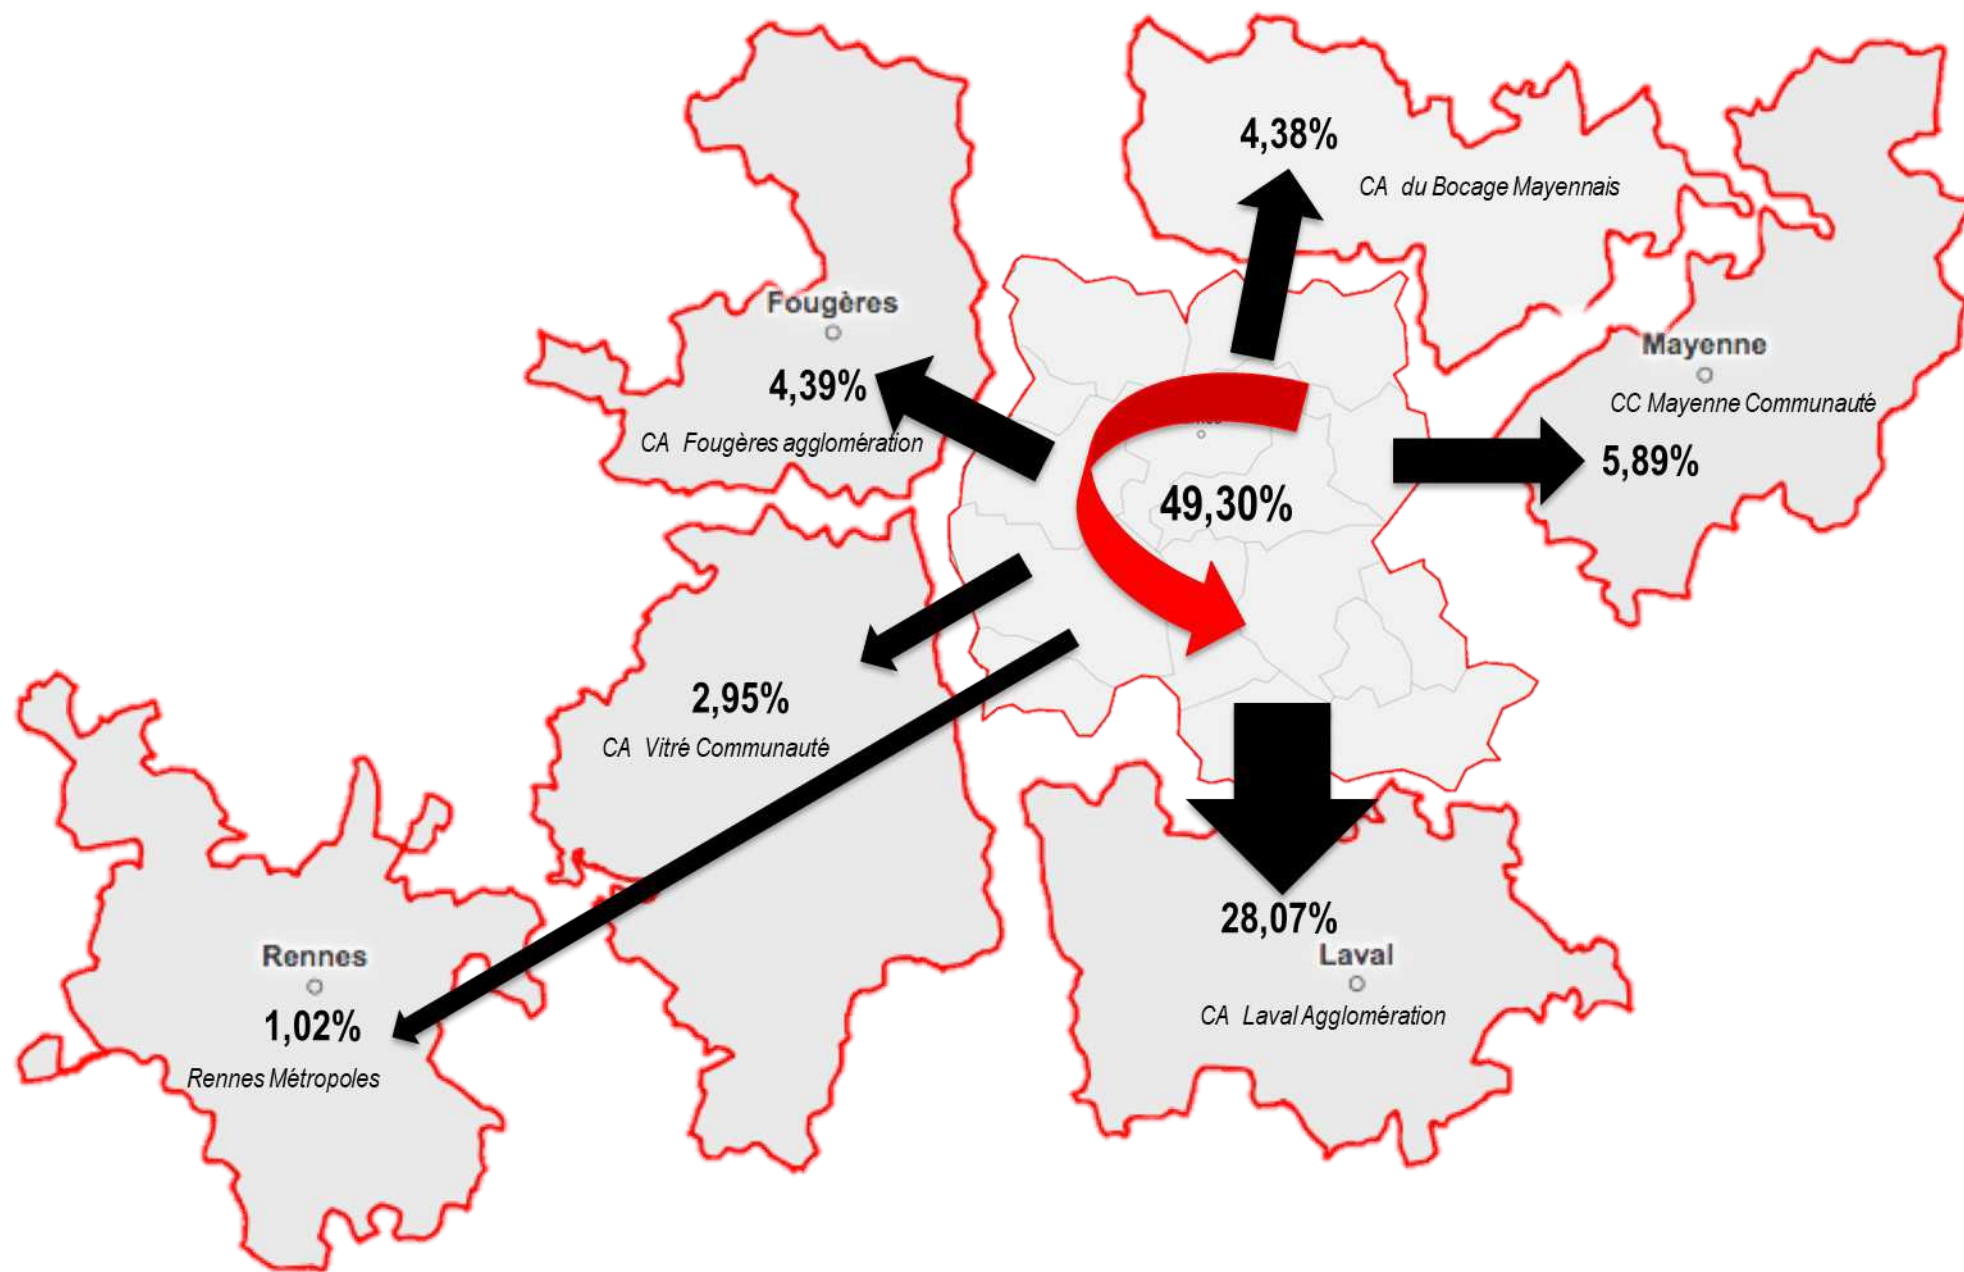 4,38%
CA du Bocage Mayennais
Fougères
4,39%
CA Fougères agglomération
Mayenne
CC Mayenne Communauté
5,89%
49,30%
2,95%
CA Vitré Communauté
28,07%
Laval
CA Laval Agglomération
Rennes
1,02%
Rennes Métropoles